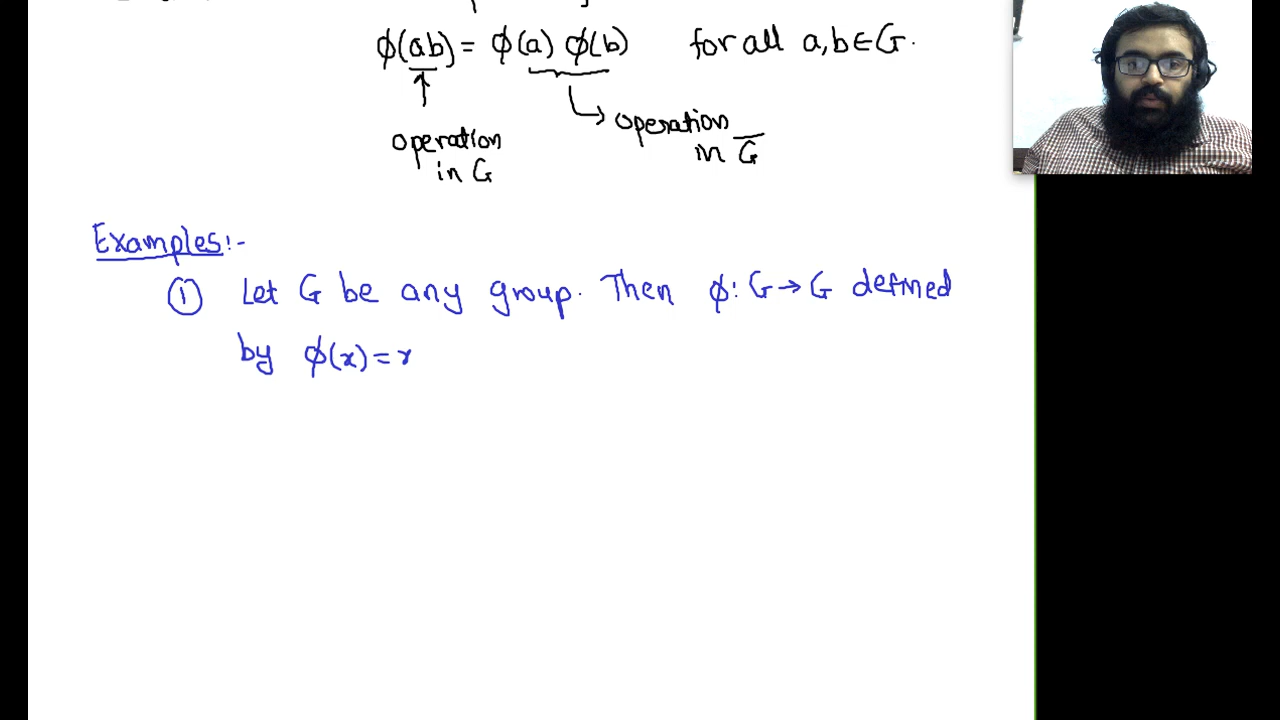 ϕ(ab) = ϕ(a) ϕ(b) for all a,b∈G.
operation in G
operation in G̅
Examples:-
① Let G be any group. Then ϕ: G→G defined
by ϕ(x)=x